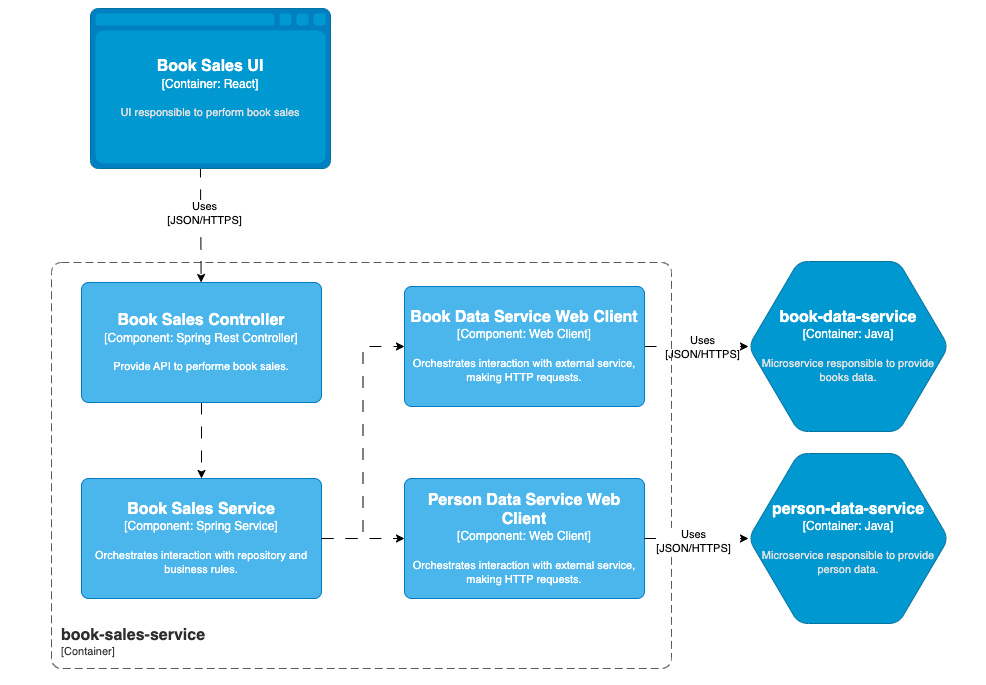 Book Sales UI
[Container: React]
UI responsible to perform book sales
Uses
[JSON/HTTPS]
Book Sales Controller
[Component: Spring Rest Controller]
Provide API to performe book sales.
Book Data Service Web Client
[Component: Web Client]
Orchestrates interaction with external service,
making HTTP requests.
Uses
[JSON/HTTPS]
book-data-service
[Container: Java]
Microservice responsible to provide
books data.
Book Sales Service
[Component: Spring Service]
Orchestrates interaction with repository and
business rules.
Person Data Service Web
Client
[Component: Web Client]
Orchestrates interaction with external service,
making HTTP requests.
Uses
[JSON/HTTPS]
person-data-service
[Container: Java]
Microservice responsible to provide
person data.
book-sales-service
[Container]